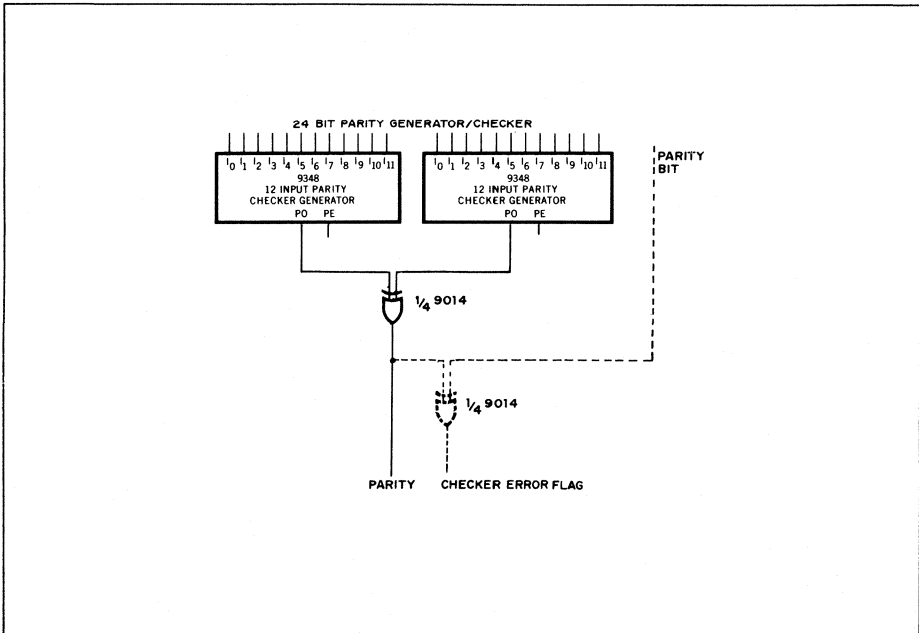 24 BIT PARITY GENERATOR/CHECKER
I0 I1 I2 I3 I4 I5 I6 I7 I8 I9 I10 I11
9348
12 INPUT PARITY
CHECKER GENERATOR
PO PE
I0 I1 I2 I3 I4 I5 I6 I7 I8 I9 I10 I11
9348
12 INPUT PARITY
CHECKER GENERATOR
PO PE
PARITY
BIT
1/4 9014
1/4 9014
PARITY
CHECKER ERROR FLAG